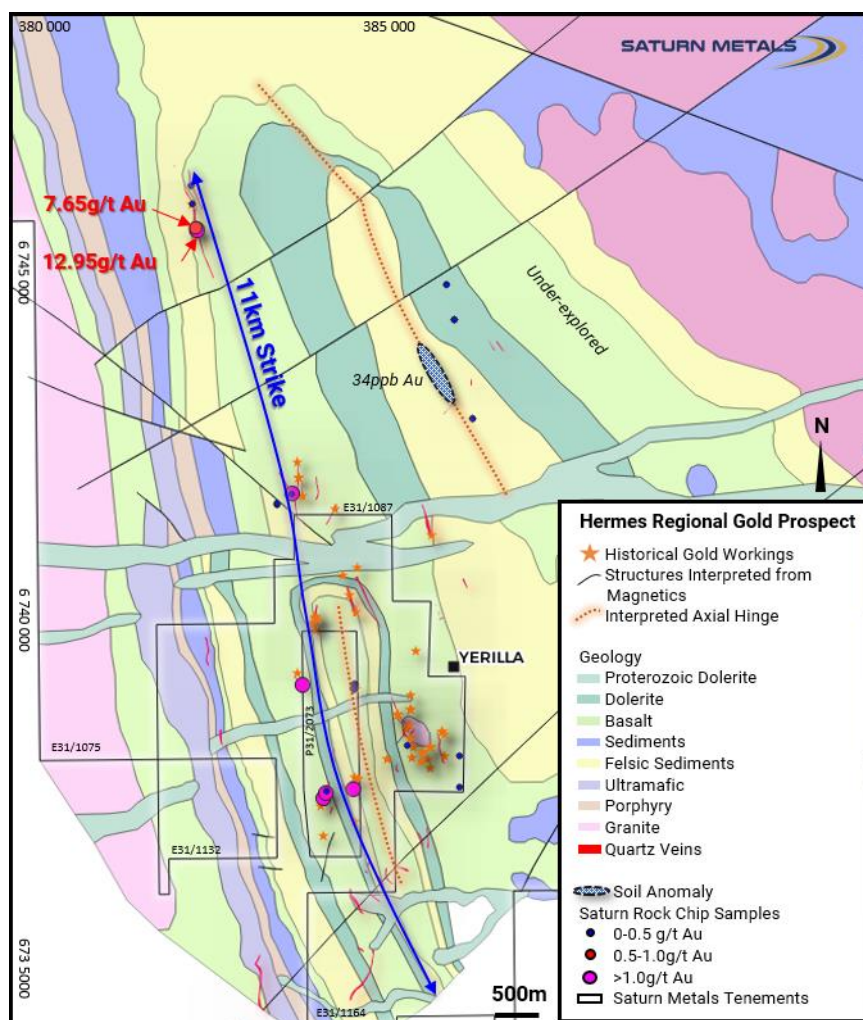 380 000
385 000
SATURN METALS
7.65g/t Au
12.95g/t Au
6 745 000
11km Strike
Under-explored
34ppb Au
N
E31/1087
6 740 000
YERILLA
P31/2073
E31/1075
E31/1132
673 5000
E31/1164
500m
Hermes Regional Gold Prospect
Historical Gold Workings
Structures Interpreted from
Magnetics
Interpreted Axial Hinge
Geology
Proterozoic Dolerite
Dolerite
Basalt
Sediments
Felsic Sediments
Ultramafic
Porphyry
Granite
Quartz Veins
Soil Anomaly
Saturn Rock Chip Samples
0-0.5 g/t Au
0.5-1.0g/t Au
>1.0g/t Au
Saturn Metals Tenements